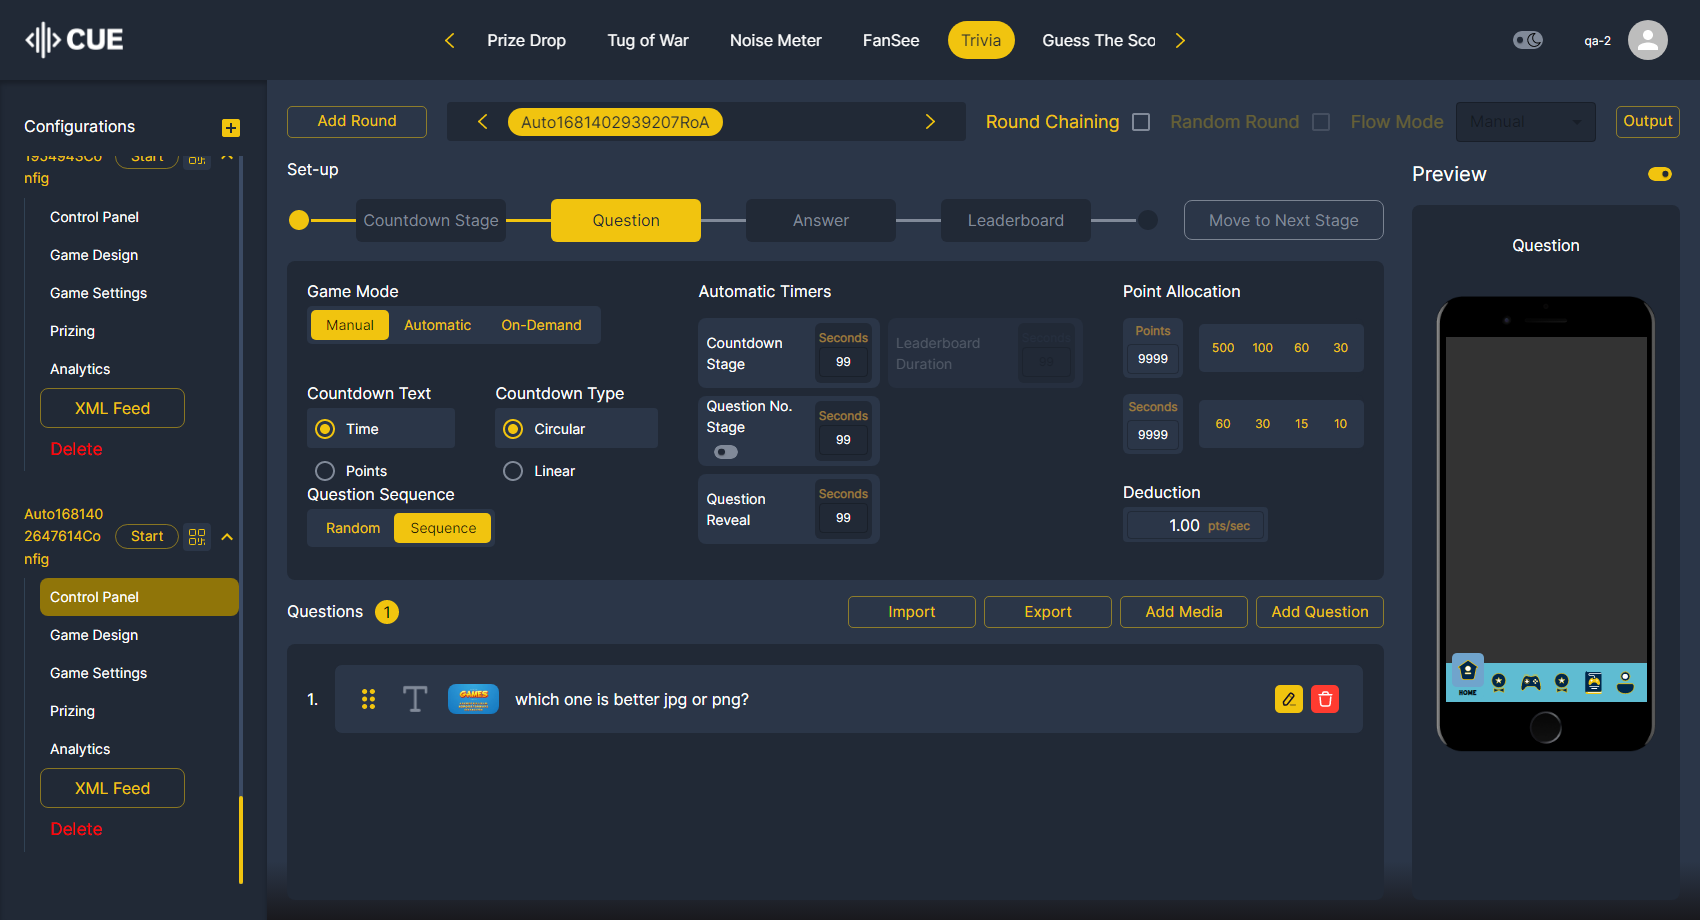 CUE
Prize Drop
Tug of War
Noise Meter
FanSee
Trivia
Guess The Sco
qa-2
Configurations
1954943Co
nfig
Start
Control Panel
Game Design
Game Settings
Prizing
Analytics
XML Feed
Delete
Auto168140
2647614Co
nfig
Start
Control Panel
Game Design
Game Settings
Prizing
Analytics
XML Feed
Delete
Add Round
Auto1681402939207RoA
Round Chaining
Random Round
Flow Mode
Manual
Output
Set-up
Countdown Stage
Question
Answer
Leaderboard
Move to Next Stage
Game Mode
Manual
Automatic
On-Demand
Countdown Text
Time
Points
Countdown Type
Circular
Linear
Question Sequence
Random
Sequence
Automatic Timers
Countdown
Stage
Seconds
99
Leaderboard
Duration
Seconds
99
Question No.
Stage
Seconds
99
Question
Reveal
Seconds
99
Point Allocation
Points
9999
500
100
60
30
Seconds
9999
60
30
15
10
Deduction
1.00 pts/sec
Questions 1
Import
Export
Add Media
Add Question
1.
GAMES
which one is better jpg or png?
Preview
Question
HOME